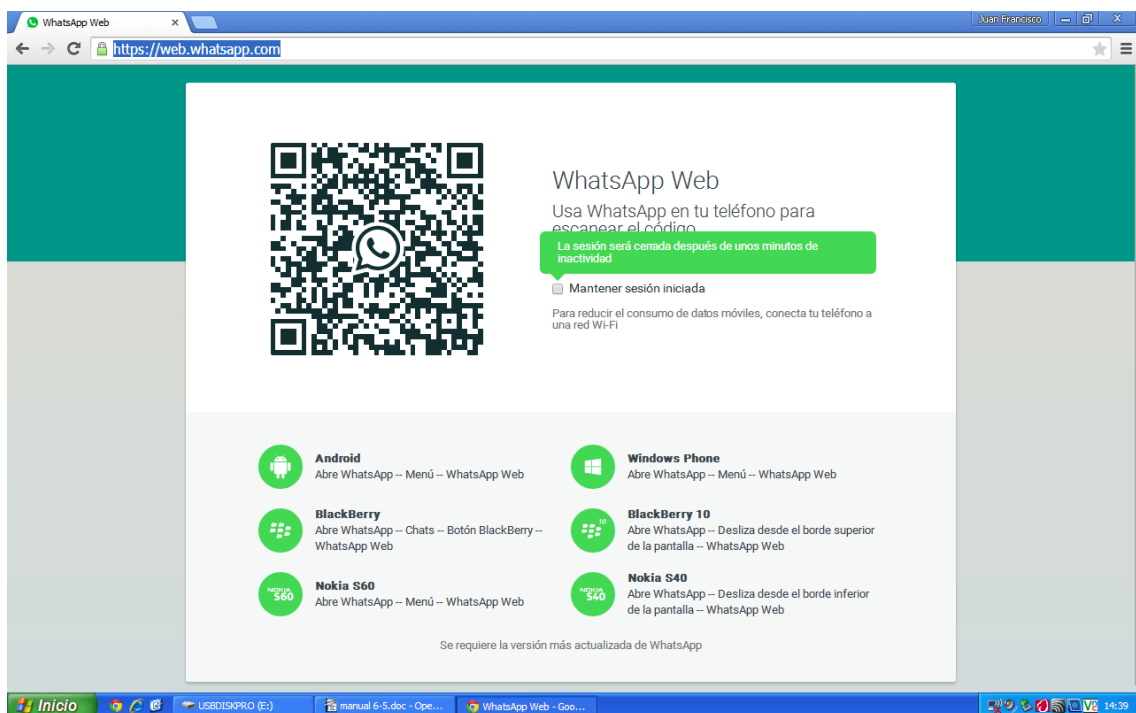 WhatsApp Web
Juan Francisco
https://web.whatsapp.com
WhatsApp Web
Usa WhatsApp en tu teléfono para
escanear el código
La sesión será cerrada después de unos minutos de
inactividad
Mantener sesión iniciada
Para reducir el consumo de datos móviles, conecta tu teléfono a
una red Wi-Fi
Android
Abre WhatsApp -- Menú -- WhatsApp Web
Windows Phone
Abre WhatsApp -- Menú -- WhatsApp Web
BlackBerry
Abre WhatsApp -- Chats -- Botón BlackBerry --
WhatsApp Web
10
BlackBerry 10
Abre WhatsApp -- Desliza desde el borde superior
de la pantalla -- WhatsApp Web
NOKIA
S60
Nokia S60
Abre WhatsApp -- Menú -- WhatsApp Web
NOKIA
S40
Nokia S40
Abre WhatsApp -- Desliza desde el borde inferior
de la pantalla -- WhatsApp Web
Se requiere la versión más actualizada de WhatsApp
Inicio
USBDISKPRO (E:)
manual 6-5.doc - Ope...
WhatsApp Web - Goo...
14:39